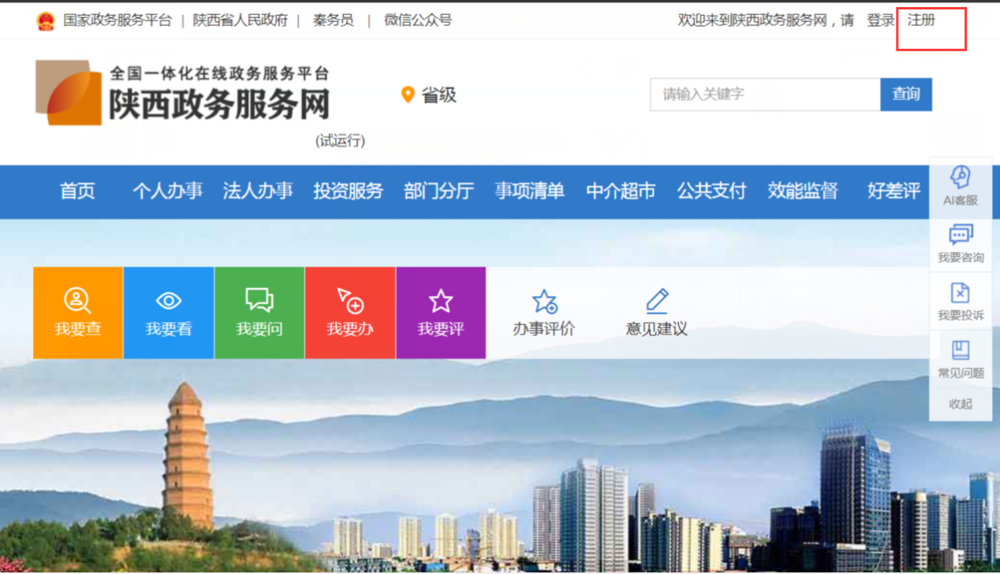 国家政务服务平台 | 陕西省人民政府 | 秦务员 | 微信公众号 欢迎来到陕西政务服务网，请 登录 注册
全国一体化在线政务服务平台
陕西政务服务网
(试运行)
省级
请输入关键字 查询
首页 个人办事 法人办事 投资服务 部门分厅 事项清单 中介超市 公共支付 效能监督 好差评
我要查 我要看 我要问 我要办 我要评 办事评价 意见建议
AI客服
我要咨询
我要投诉
常见问题
收起